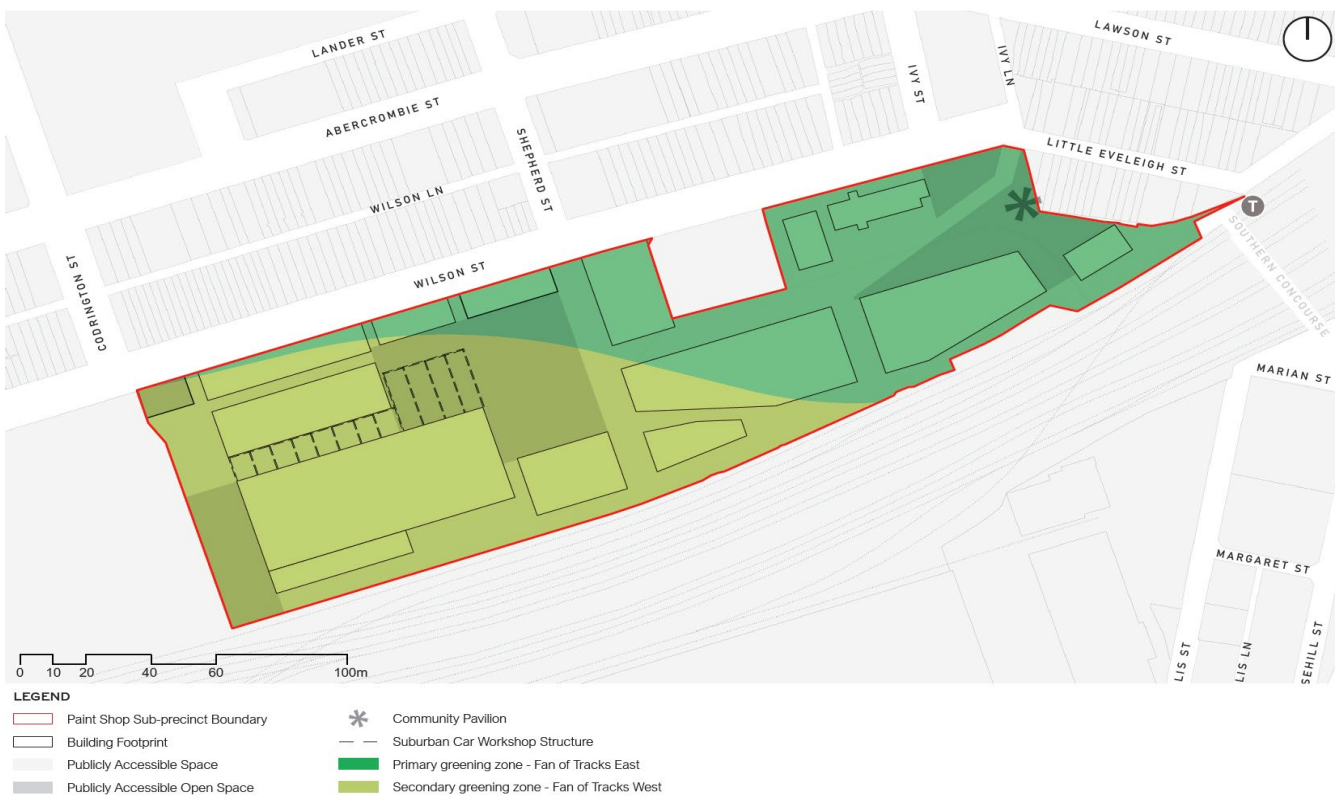 LANDER ST
LAWSON ST
ABERCROMBIE ST
IVY ST
IVY LN
SHEPHERD ST
LITTLE EVELEIGH ST
WILSON LN
T
SOUTHERN CONCOURSE
CODRINGTON ST
WILSON ST
MARIAN ST
MARGARET ST
LIS ST
LIS LN
SEHILL ST
0 10 20 40 60 100m
LEGEND
Paint Shop Sub-precinct Boundary
Building Footprint
Publicly Accessible Space
Publicly Accessible Open Space
Community Pavilion
Suburban Car Workshop Structure
Primary greening zone - Fan of Tracks East
Secondary greening zone - Fan of Tracks West